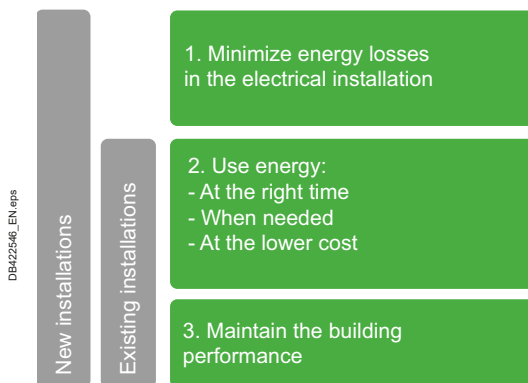 DB422546_EN.eps
New installations
Existing installations
1. Minimize energy losses
in the electrical installation
2. Use energy:
- At the right time
- When needed
- At the lower cost
3. Maintain the building
performance